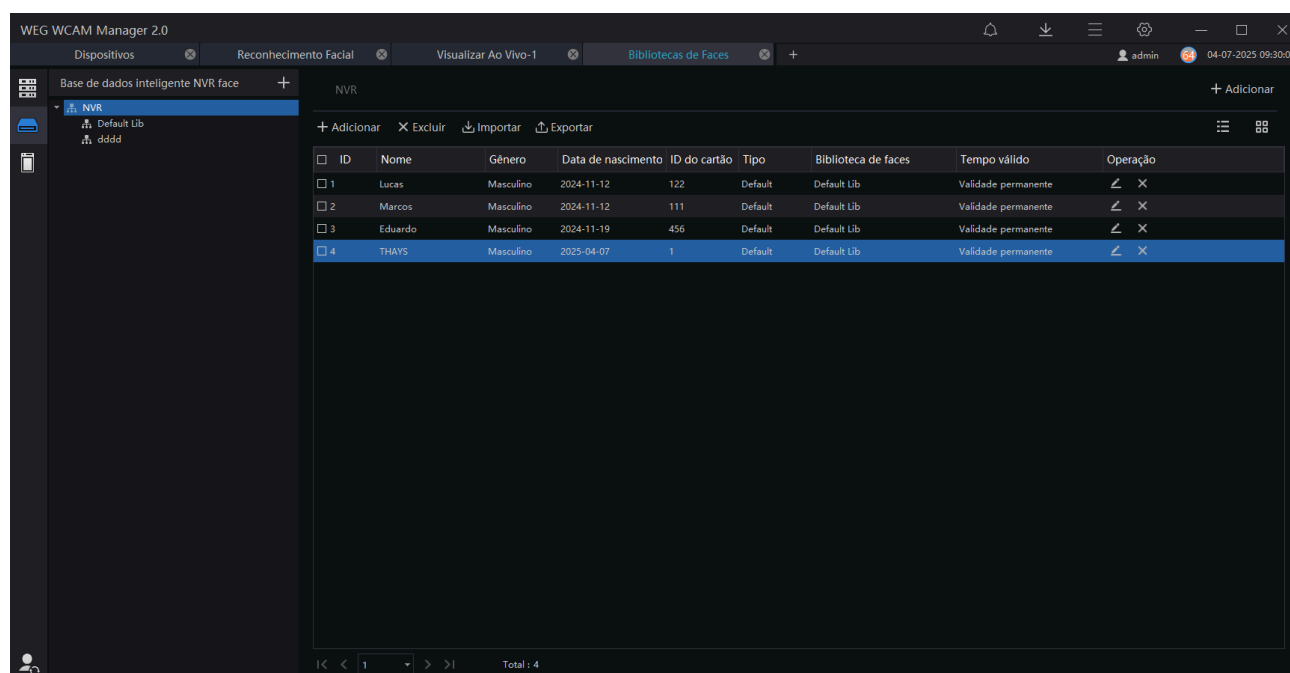 WEG WCAM Manager 2.0
Dispositivos Reconhecimento Facial Visualizar Ao Vivo-1 Bibliotecas de Faces + admin 64 04-07-2025 09:30:0
Base de dados inteligente NVR face +
NVR + Adicionar
NVR
Default Lib
dddd
+ Adicionar X Excluir Importar Exportar
ID Nome Gênero Data de nascimento ID do cartão Tipo Biblioteca de faces Tempo válido Operação
1 Lucas Masculino 2024-11-12 122 Default Default Lib Validade permanente
2 Marcos Masculino 2024-11-12 111 Default Default Lib Validade permanente
3 Eduardo Masculino 2024-11-19 456 Default Default Lib Validade permanente
4 THAYS Masculino 2025-04-07 1 Default Default Lib Validade permanente
1 Total : 4